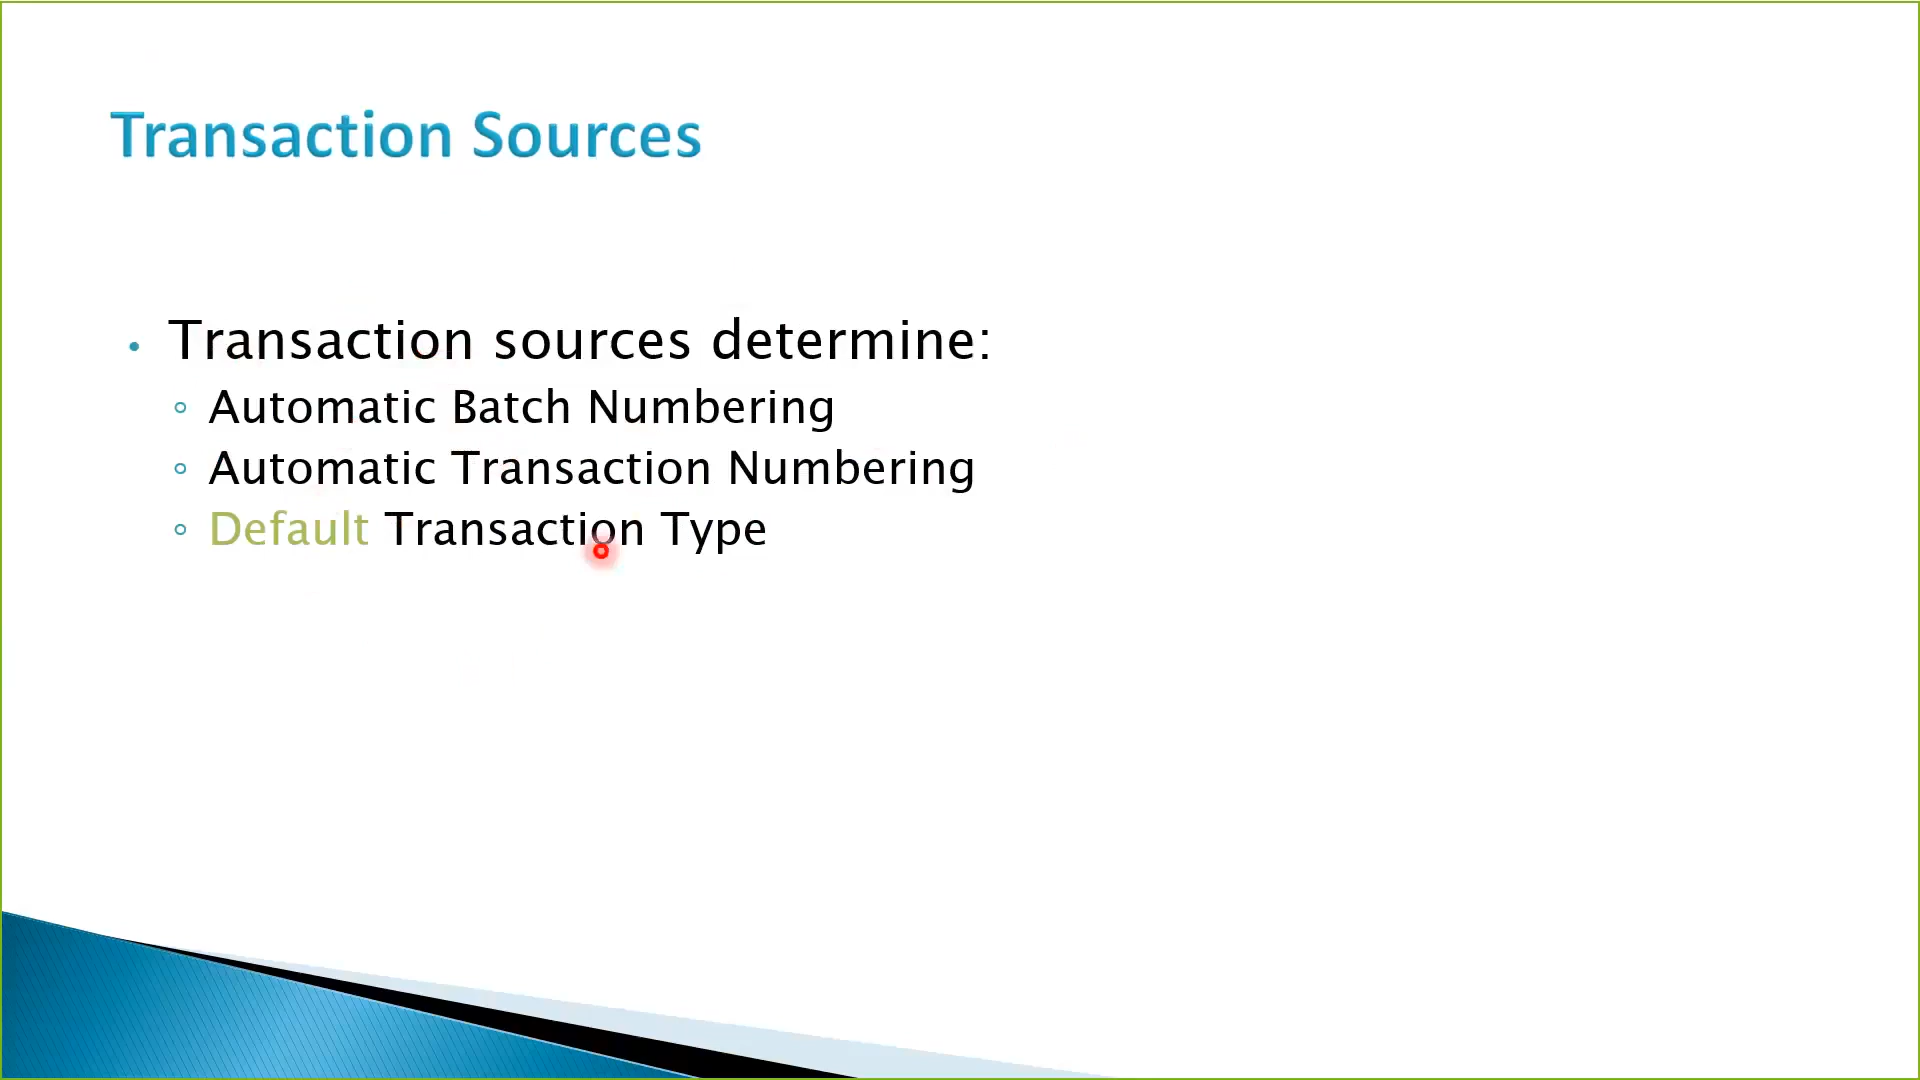 Transaction Sources
• Transaction sources determine:
◦ Automatic Batch Numbering
◦ Automatic Transaction Numbering
◦ Default Transaction Type